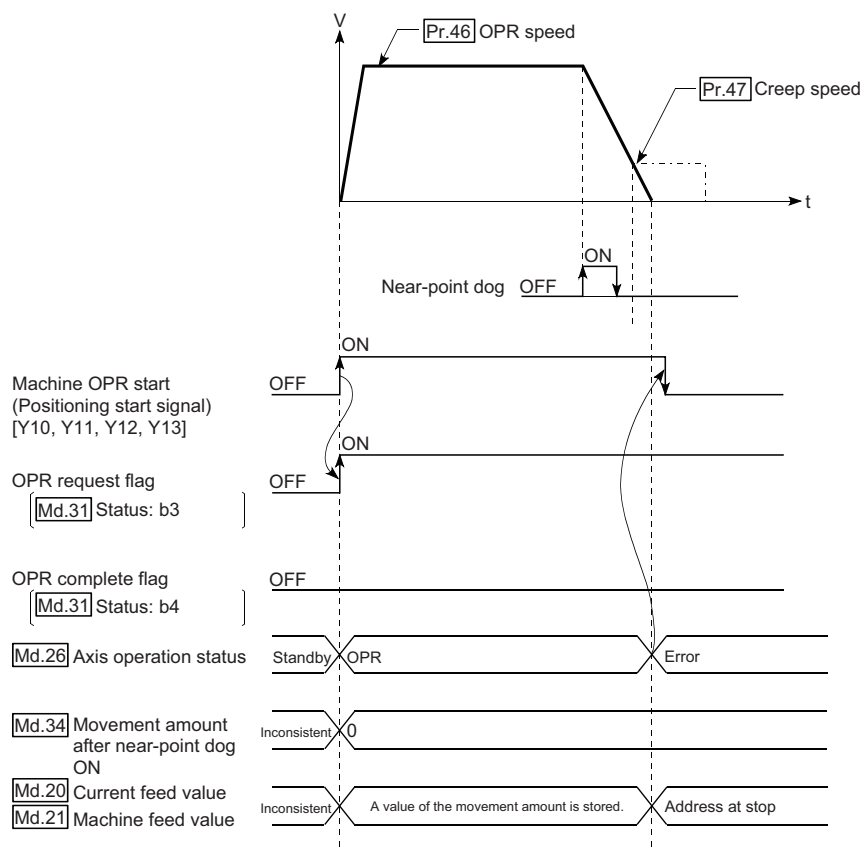 V
Pr.46 OPR speed
Pr.47 Creep speed
t
ON
Near-point dog OFF
ON
Machine OPR start
(Positioning start signal)
[Y10, Y11, Y12, Y13]
OFF
ON
OPR request flag
OFF
Md.31 Status: b3
OPR complete flag
OFF
Md.31 Status: b4
Md.26 Axis operation status Standby OPR Error
Md.34 Movement amount
after near-point dog
ON
Inconsistent 0
Md.20 Current feed value
Md.21 Machine feed value
Inconsistent A value of the movement amount is stored. Address at stop